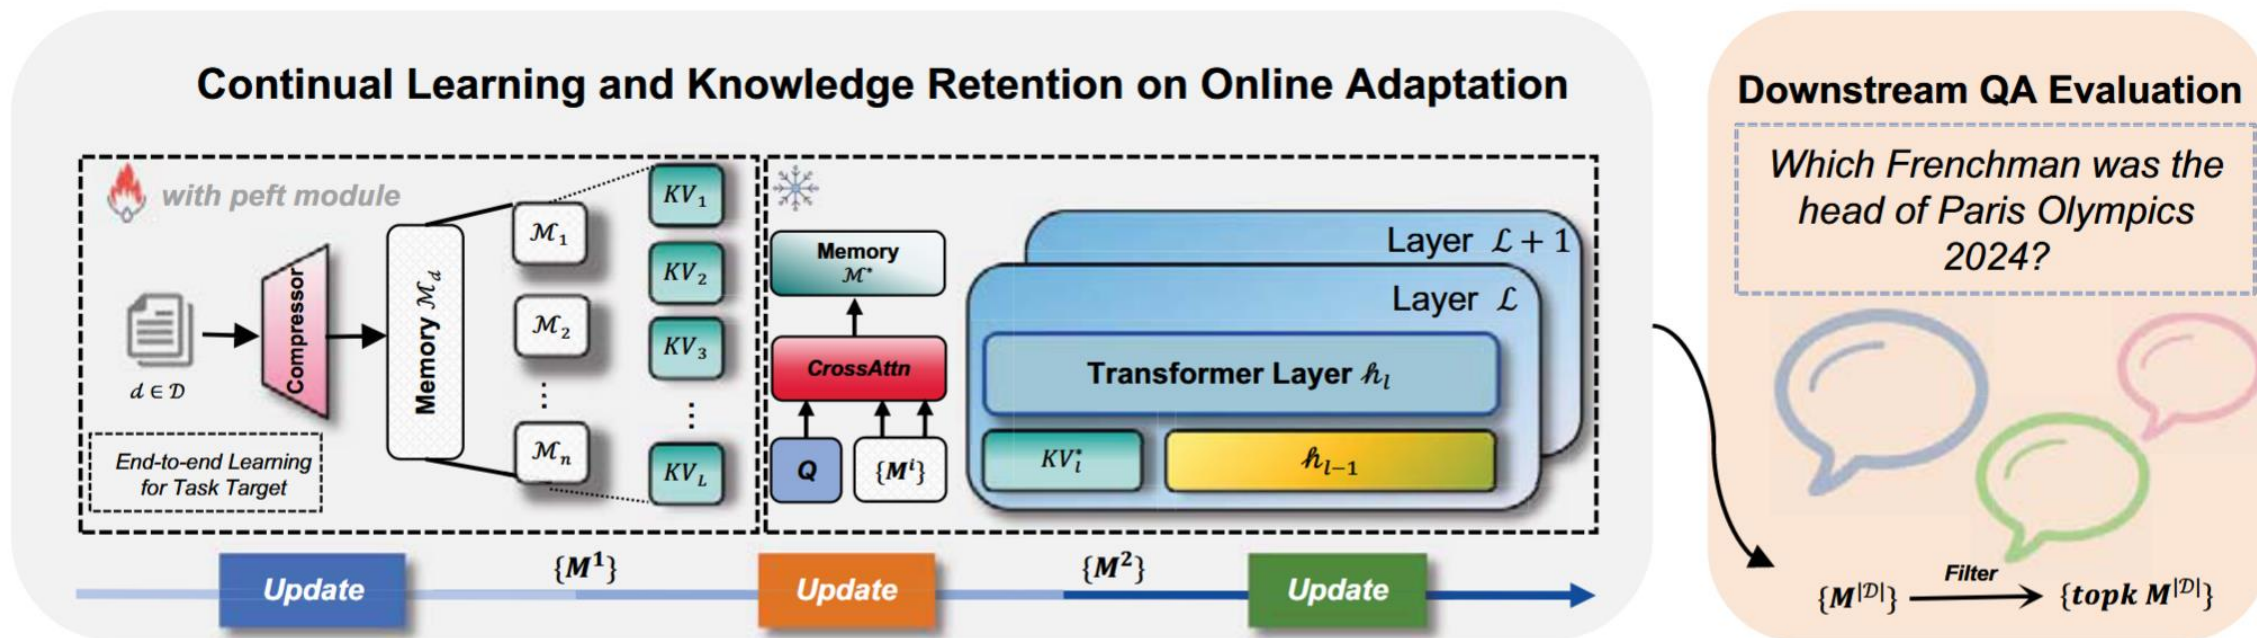 Continual Learning and Knowledge Retention on Online Adaptation
with peft module
d ∈ 𝒟
Compressor
Memory ℳ_d
ℳ_1
ℳ_2
⋮
ℳ_n
KV_1
KV_2
KV_3
⋮
KV_L
End-to-end Learning
for Task Target
Memory
ℳ*
CrossAttn
Q
{M^i}
Layer ℒ + 1
Layer ℒ
Transformer Layer h_l
KV_l^*
h_{l−1}
Update
{M^1}
Update
{M^2}
Update
Downstream QA Evaluation
Which Frenchman was the
head of Paris Olympics
2024?
{M^{|𝒟|}}
Filter
{topk M^{|𝒟|}}